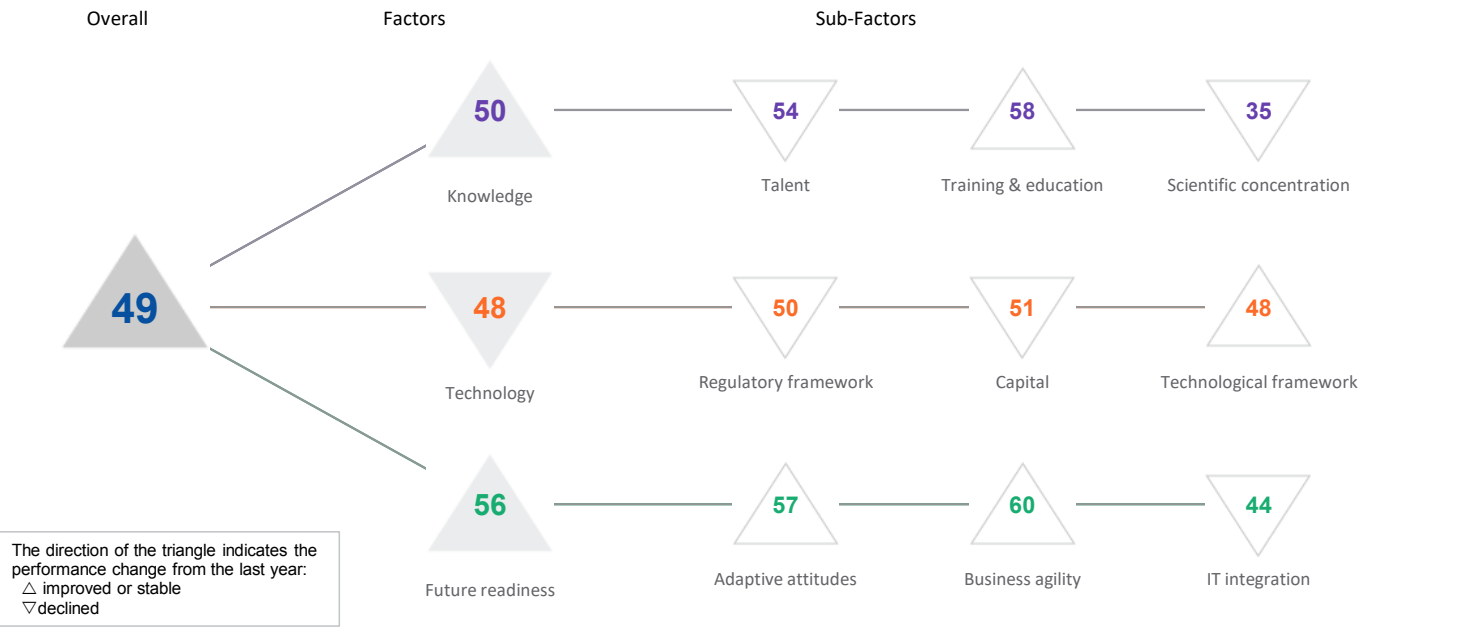 Overall Factors Sub-Factors
50 54 58 35
Knowledge Talent Training & education Scientific concentration
49 48 50 51 48
Technology Regulatory framework Capital Technological framework
56 57 60 44
Future readiness Adaptive attitudes Business agility IT integration
The direction of the triangle indicates the
performance change from the last year:
△ improved or stable
▽declined